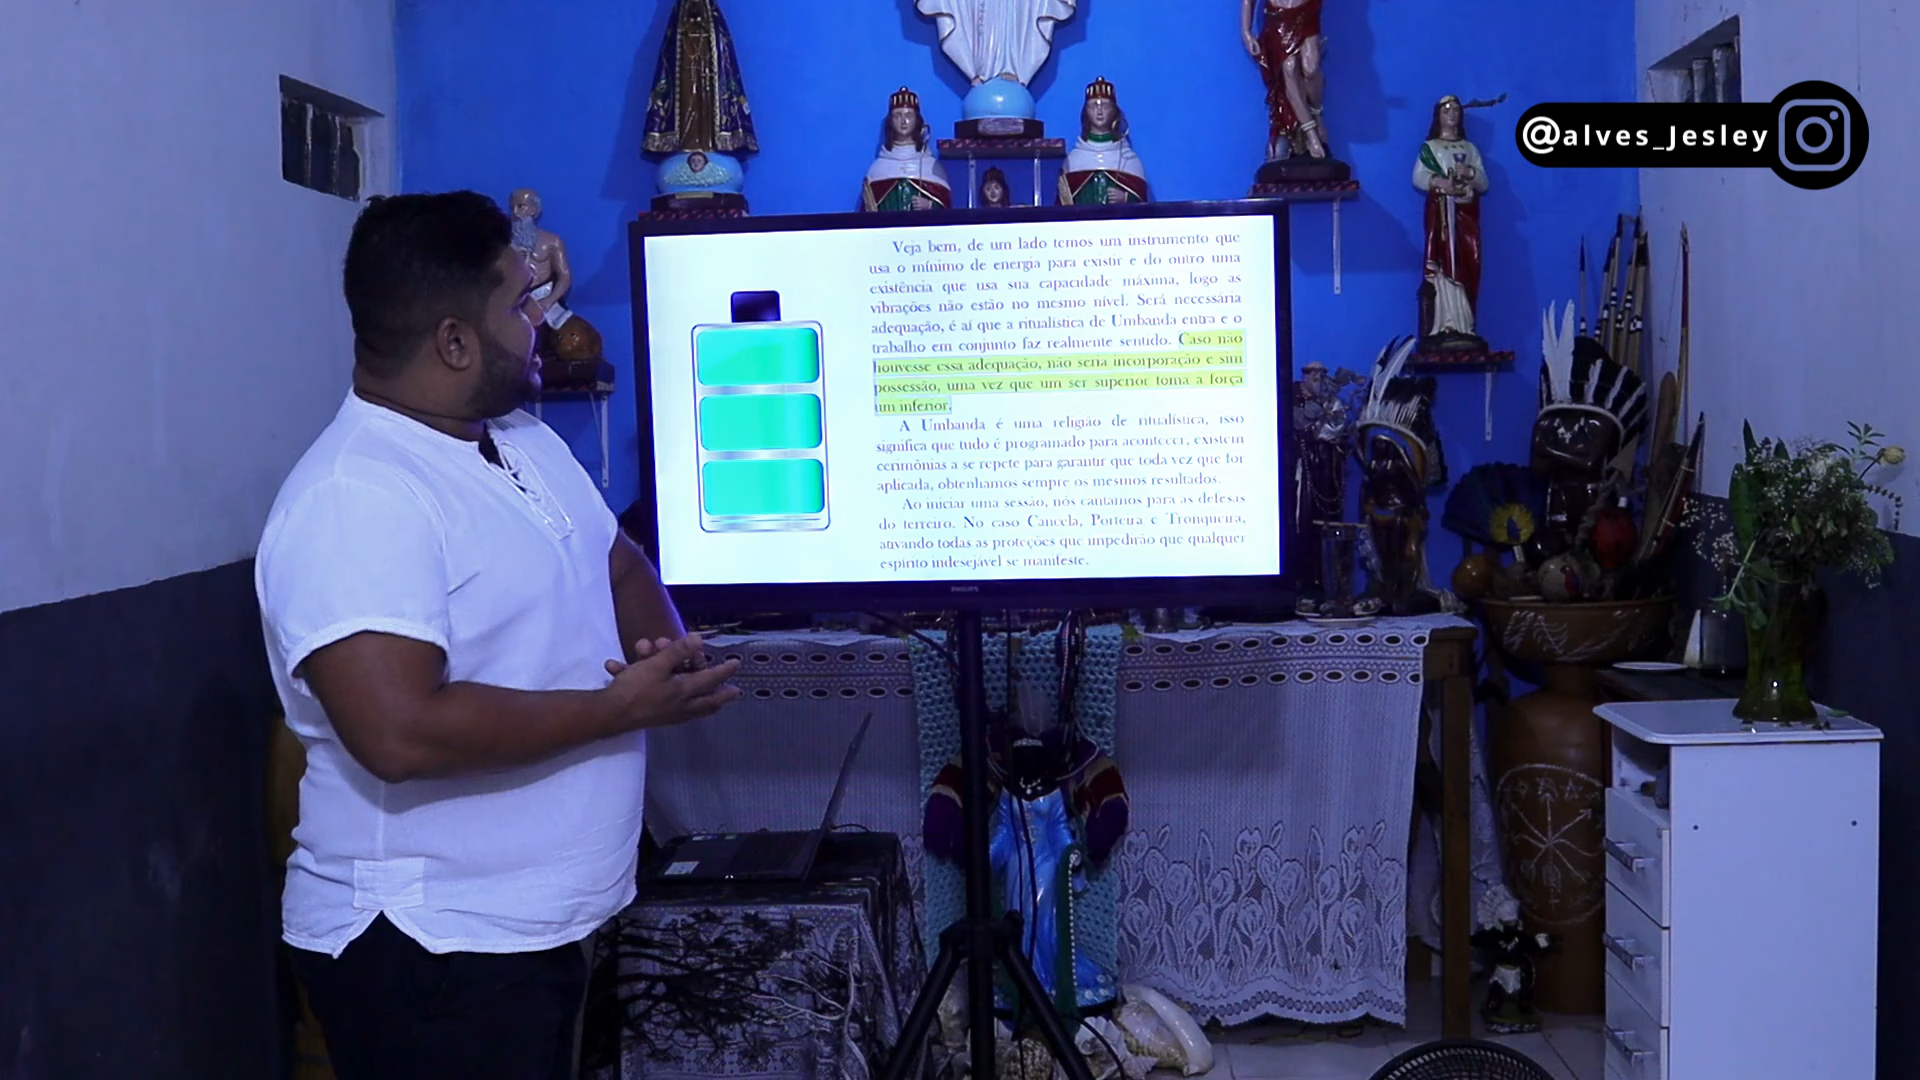 @alves_Jesley
Veja bem, de um lado temos um instrumento que
usa o mínimo de energia para existir e do outro uma
existência que usa sua capacidade máxima, logo as
vibrações não estão no mesmo nível. Será necessária
adequação, é aí que a ritualística de Umbanda entra e o
trabalho em conjunto faz realmente sentido. Caso não
houvesse essa adequação, não seria incorporação e sim
possessão, uma vez que um ser superior toma a força
um inferior.
A Umbanda é uma religião de ritualística, isso
significa que tudo é programado para acontecer, existem
cerimônias a se repete para garantir que toda vez que for
aplicada, obtenhamos sempre os mesmos resultados.
Ao iniciar uma sessão, nós cantamos para as defesas
do terreiro. No caso Cancela, Porteira e Tronqueira,
ativando todas as proteções que impedirão que qualquer
espírito indesejável se manifeste.
PHILIPS